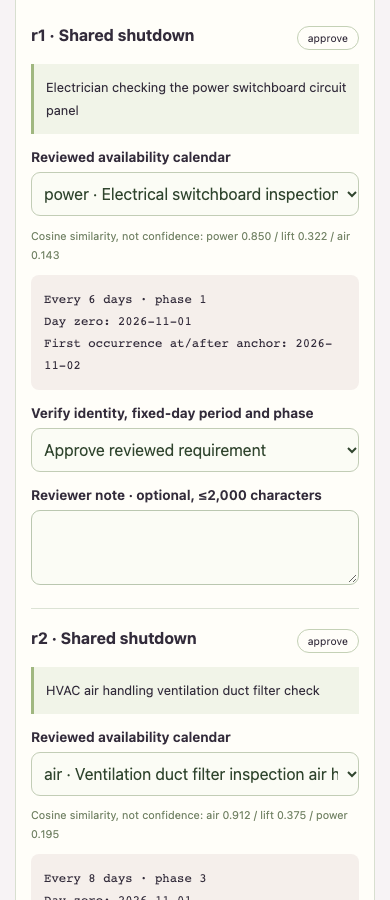 r1 · Shared shutdown
approve
Electrician checking the power switchboard circuit
panel
Reviewed availability calendar
power · Electrical switchboard inspection
Cosine similarity, not confidence: power 0.850 / lift 0.322 / air
0.143
Every 6 days · phase 1
Day zero: 2026-11-01
First occurrence at/after anchor: 2026-
11-02
Verify identity, fixed-day period and phase
Approve reviewed requirement
Reviewer note · optional, ≤2,000 characters
r2 · Shared shutdown
approve
HVAC air handling ventilation duct filter check
Reviewed availability calendar
air · Ventilation duct filter inspection air h
Cosine similarity, not confidence: air 0.912 / lift 0.375 / power
0.195
Every 8 days · phase 3
Day zero: 2026-11-01